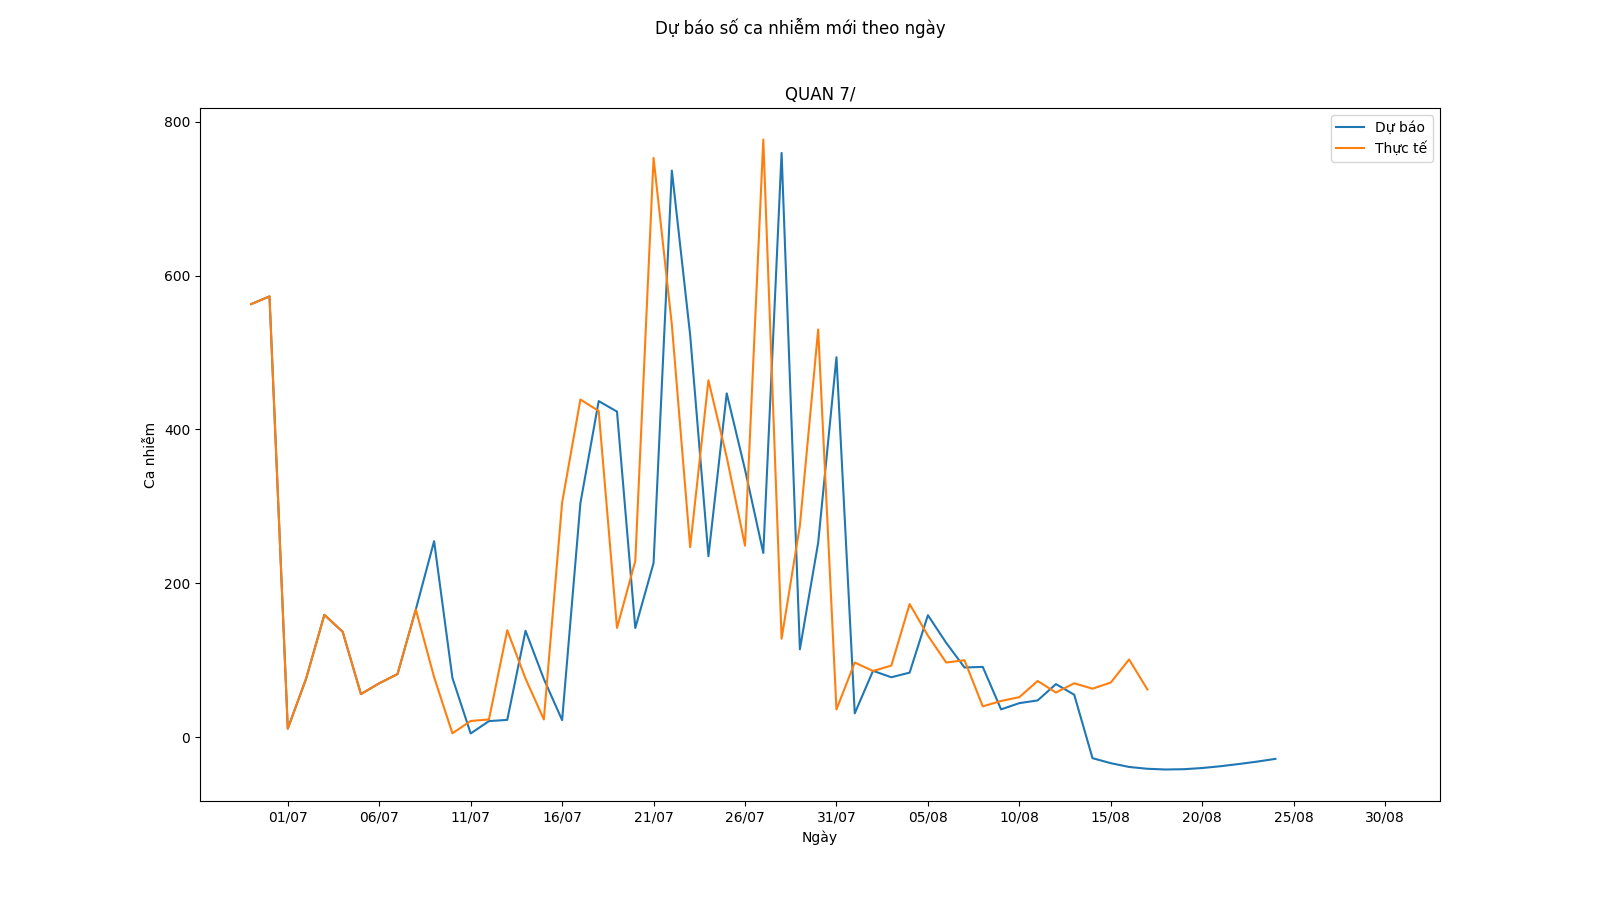 Dự báo số ca nhiễm mới theo ngày
QUAN 7/
Dự báo
Thực tế
800
600
400
200
0
Ca nhiễm
01/07 06/07 11/07 16/07 21/07 26/07 31/07 05/08 10/08 15/08 20/08 25/08 30/08
Ngày